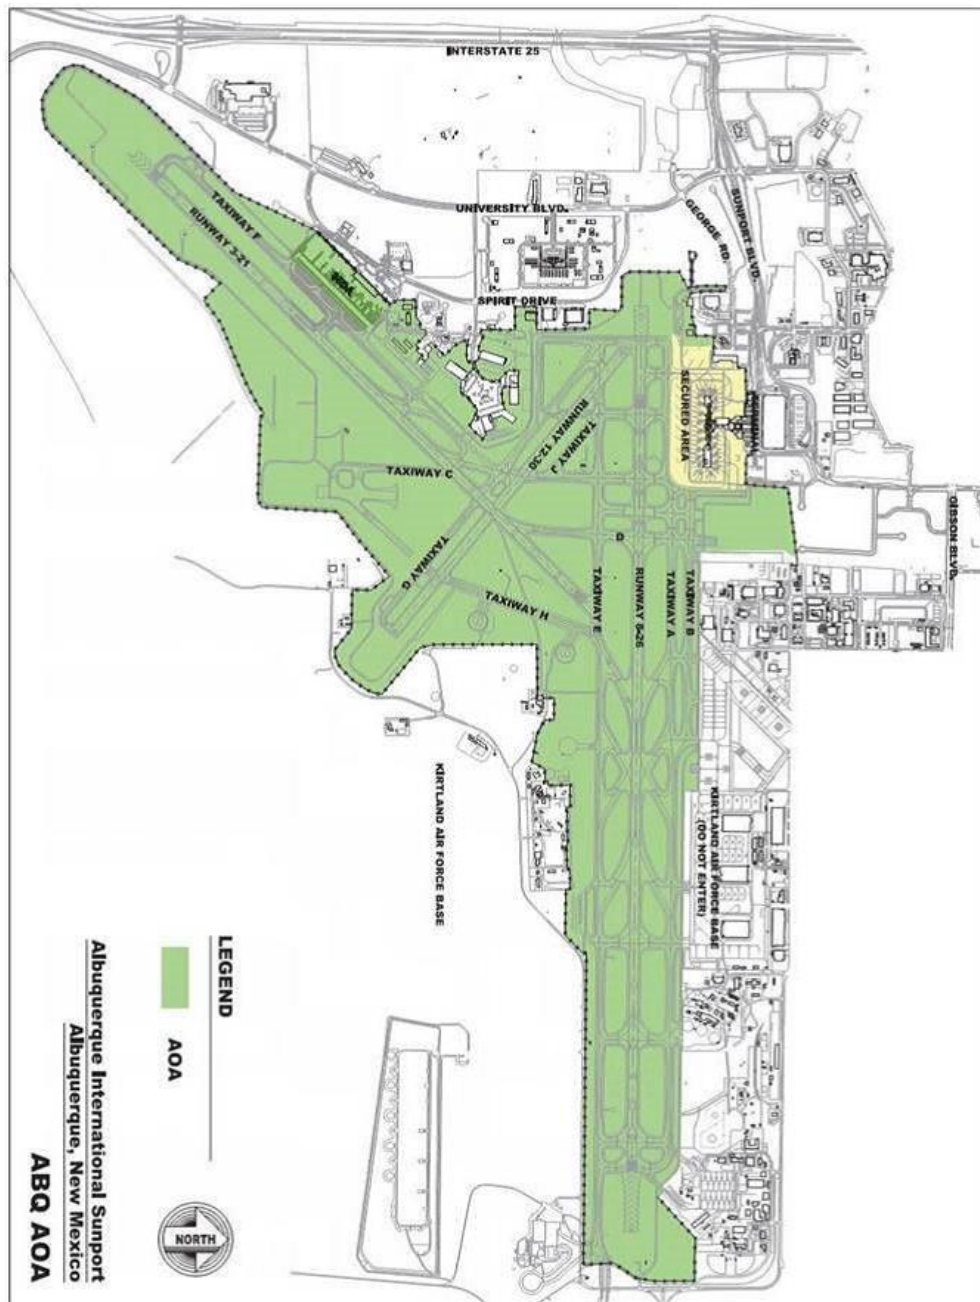 INTERSTATE 25
UNIVERSITY BLVD.
GEORGE RD.
SUNPORT BLVD.
SPIRIT DRIVE
TAXIWAY F
RUNWAY 3-21
SECURED AREA
RUNWAY 12-30
TAXIWAY J
TAXIWAY C
GIBSON BLVD.
D
TAXIWAY G
TAXIWAY H
TAXIWAY E
RUNWAY 8-26
TAXIWAY A
TAXIWAY B
KIRTLAND AIR FORCE BASE
KIRTLAND AIR FORCE BASE
(DO NOT ENTER)
LEGEND
AOA
NORTH
Albuquerque International Sunport
Albuquerque, New Mexico
ABQ AOA